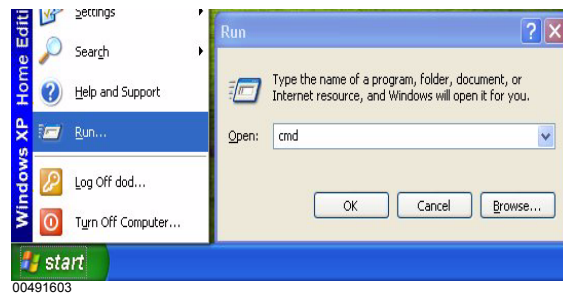 Windows XP Home Editi
Settings
Search
Help and Support
Run...
Log Off dod...
Turn Off Computer...
start
Run
Type the name of a program, folder, document, or
Internet resource, and Windows will open it for you.
Open: cmd
OK Cancel Browse...
00491603